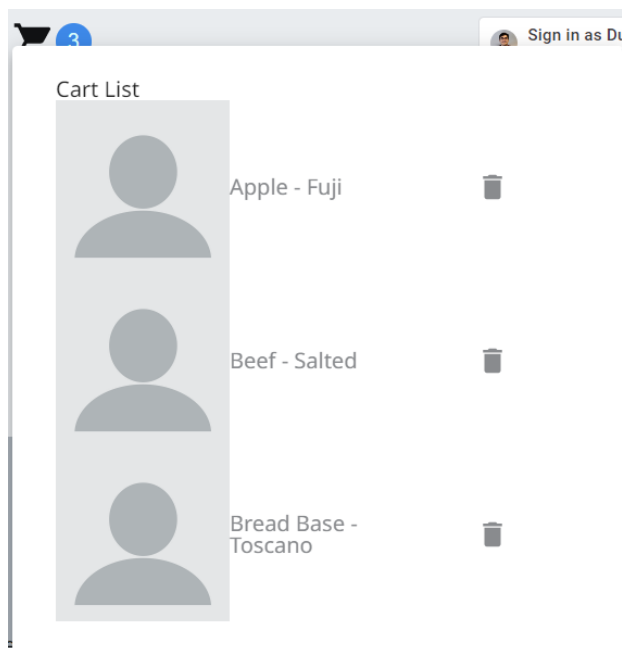 3
Sign in as Du
Cart List
Apple - Fuji
Beef - Salted
Bread Base -
Toscano